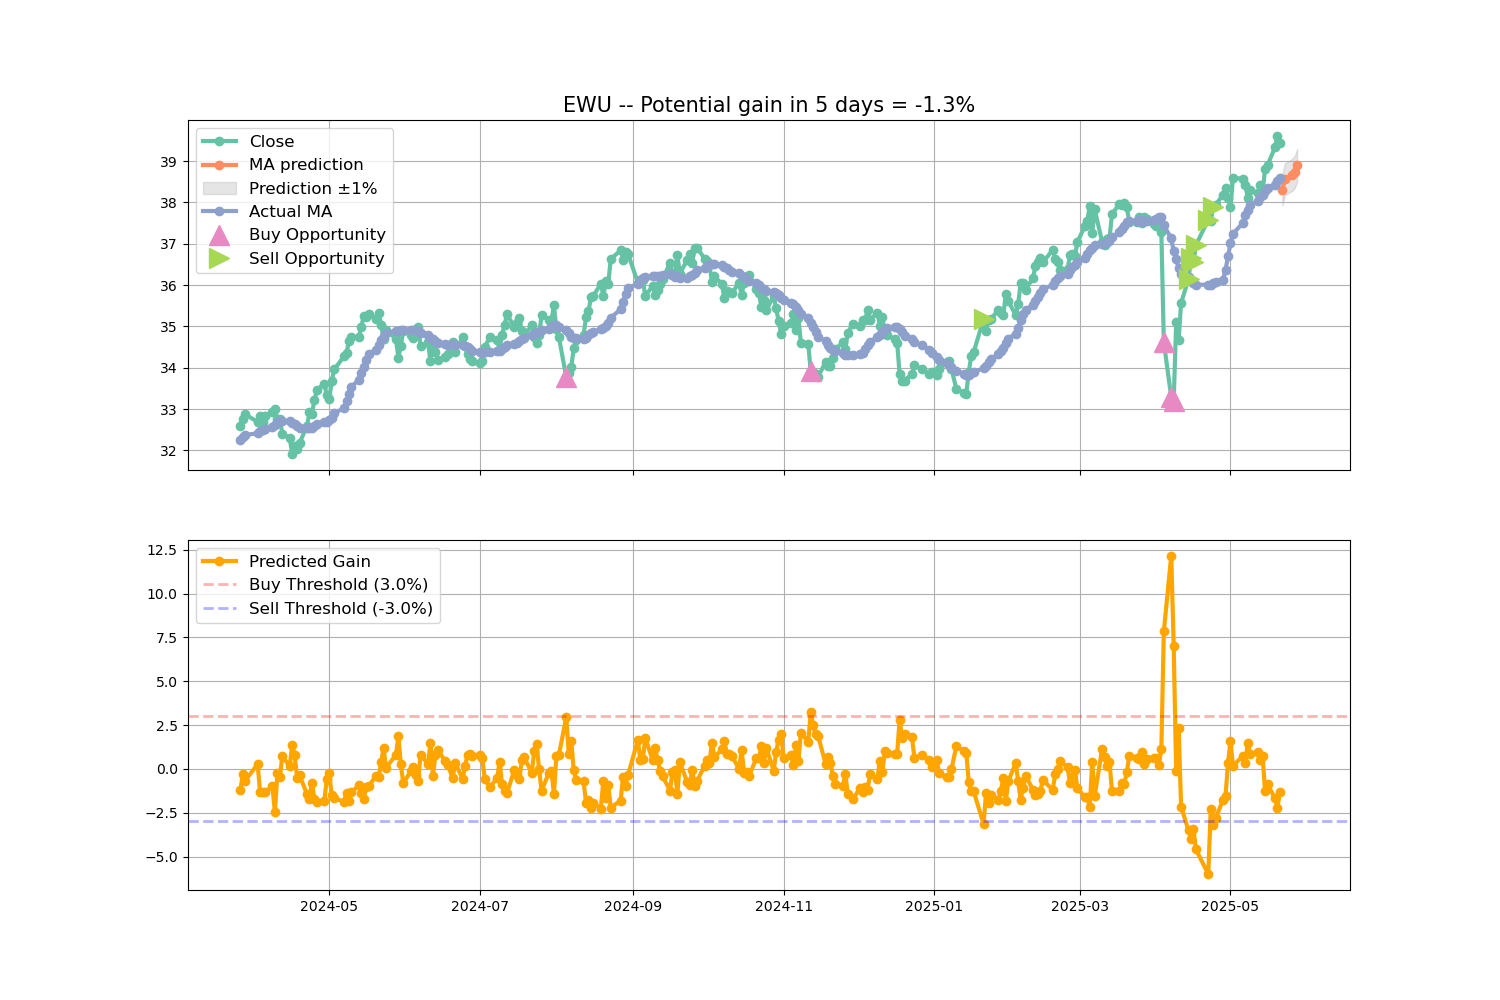 EWU -- Potential gain in 5 days = -1.3%
Close
MA prediction
Prediction ±1%
Actual MA
Buy Opportunity
Sell Opportunity
39
38
37
36
35
34
33
32
Predicted Gain
Buy Threshold (3.0%)
Sell Threshold (-3.0%)
12.5
10.0
7.5
5.0
2.5
0.0
−2.5
−5.0
2024-05 2024-07 2024-09 2024-11 2025-01 2025-03 2025-05